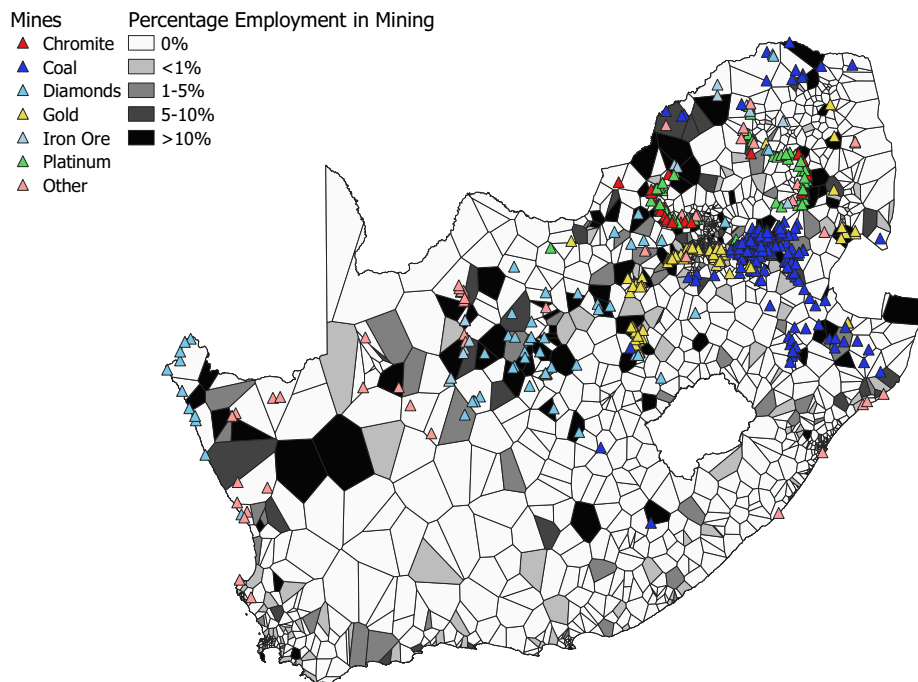 Mines
Chromite
Coal
Diamonds
Gold
Iron Ore
Platinum
Other
Percentage Employment in Mining
0%
<1%
1-5%
5-10%
>10%